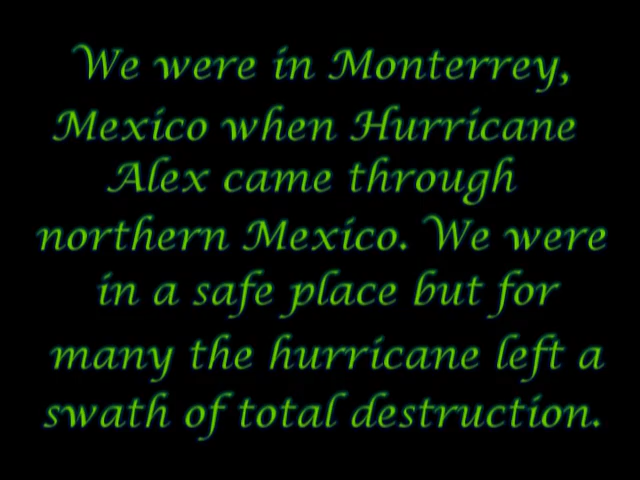 We were in Monterrey,
Mexico when Hurricane
Alex came through
northern Mexico. We were
in a safe place but for
many the hurricane left a
swath of total destruction.